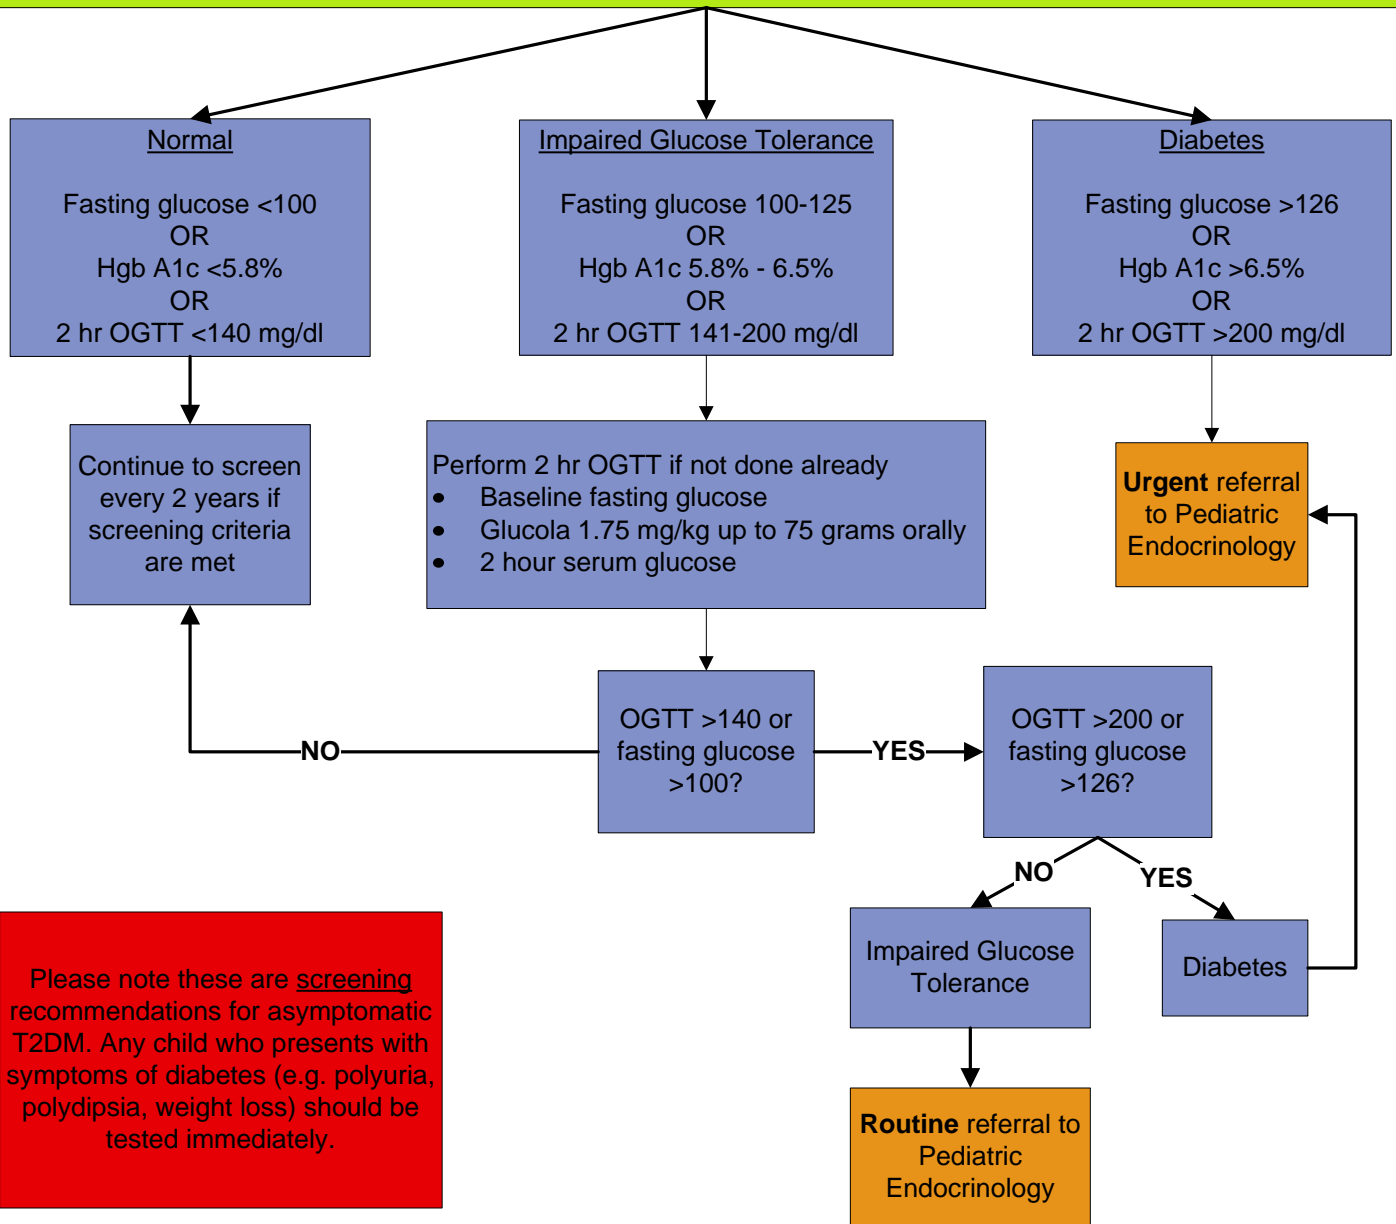 Normal
Fasting glucose <100
OR
Hgb A1c <5.8%
OR
2 hr OGTT <140 mg/dl
Impaired Glucose Tolerance
Fasting glucose 100-125
OR
Hgb A1c 5.8% - 6.5%
OR
2 hr OGTT 141-200 mg/dl
Diabetes
Fasting glucose >126
OR
Hgb A1c >6.5%
OR
2 hr OGTT >200 mg/dl
Continue to screen
every 2 years if
screening criteria
are met
Perform 2 hr OGTT if not done already
• Baseline fasting glucose
• Glucola 1.75 mg/kg up to 75 grams orally
• 2 hour serum glucose
Urgent referral
to Pediatric
Endocrinology
OGTT >140 or
fasting glucose
>100?
NO
YES
OGTT >200 or
fasting glucose
>126?
NO
YES
Impaired Glucose
Tolerance
Diabetes
Please note these are screening
recommendations for asymptomatic
T2DM. Any child who presents with
symptoms of diabetes (e.g. polyuria,
polydipsia, weight loss) should be
tested immediately.
Routine referral to
Pediatric
Endocrinology